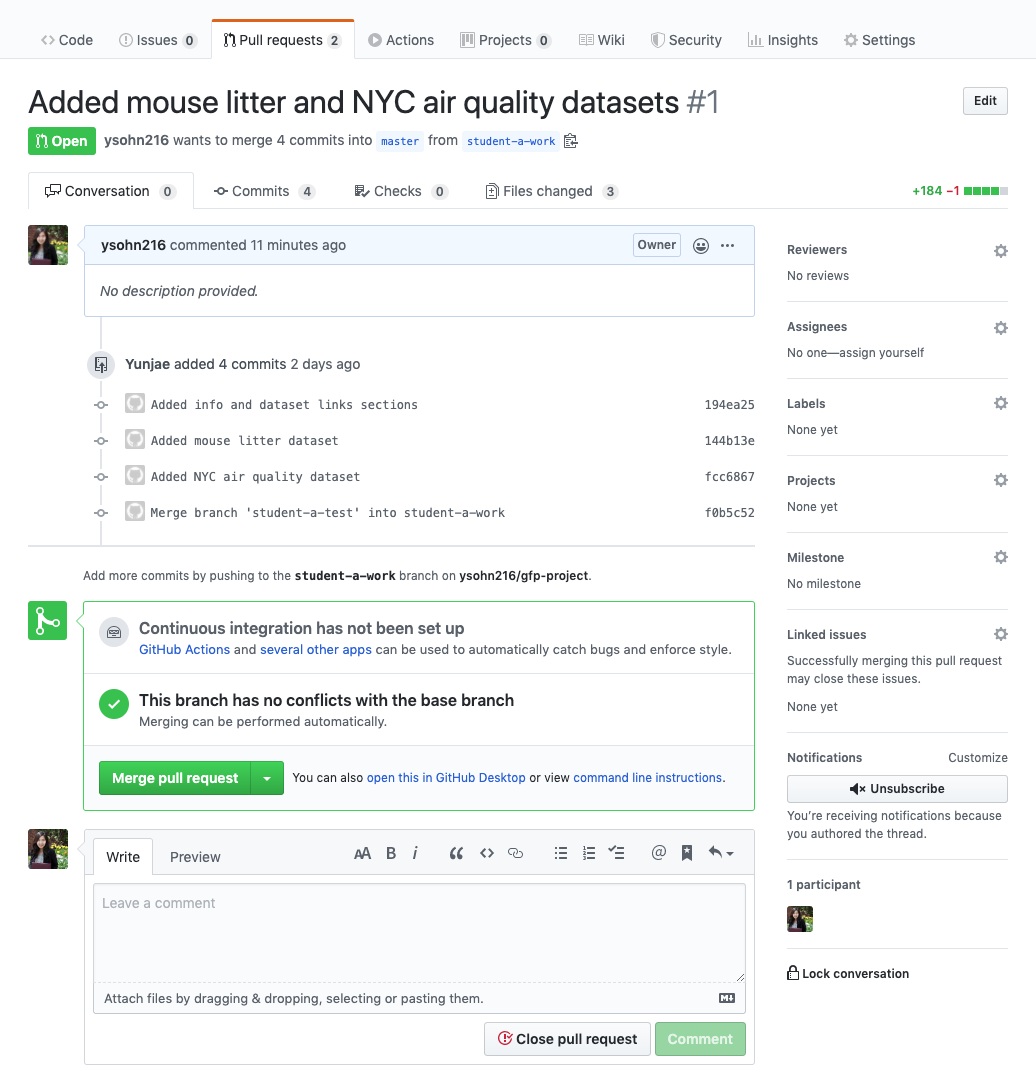 Code Issues 0 Pull requests 2 Actions Projects 0 Wiki Security Insights Settings
Added mouse litter and NYC air quality datasets #1
Edit
Open ysohn216 wants to merge 4 commits into master from student-a-work
Conversation 0 Commits 4 Checks 0 Files changed 3
+184 −1
ysohn216 commented 11 minutes ago
Owner
No description provided.
Yunjae added 4 commits 2 days ago
Added info and dataset links sections 194ea25
Added mouse litter dataset 144b13e
Added NYC air quality dataset fcc6867
Merge branch 'student-a-test' into student-a-work f0b5c52
Add more commits by pushing to the student-a-work branch on ysohn216/gfp-project.
Continuous integration has not been set up
GitHub Actions and several other apps can be used to automatically catch bugs and enforce style.
This branch has no conflicts with the base branch
Merging can be performed automatically.
Merge pull request
You can also open this in GitHub Desktop or view command line instructions.
Write Preview
AA B i
@
Leave a comment
Attach files by dragging & dropping, selecting or pasting them.
Close pull request
Comment
Reviewers
No reviews
Assignees
No one—assign yourself
Labels
None yet
Projects
None yet
Milestone
No milestone
Linked issues
Successfully merging this pull request
may close these issues.
None yet
Notifications Customize
Unsubscribe
You're receiving notifications because
you authored the thread.
1 participant
Lock conversation